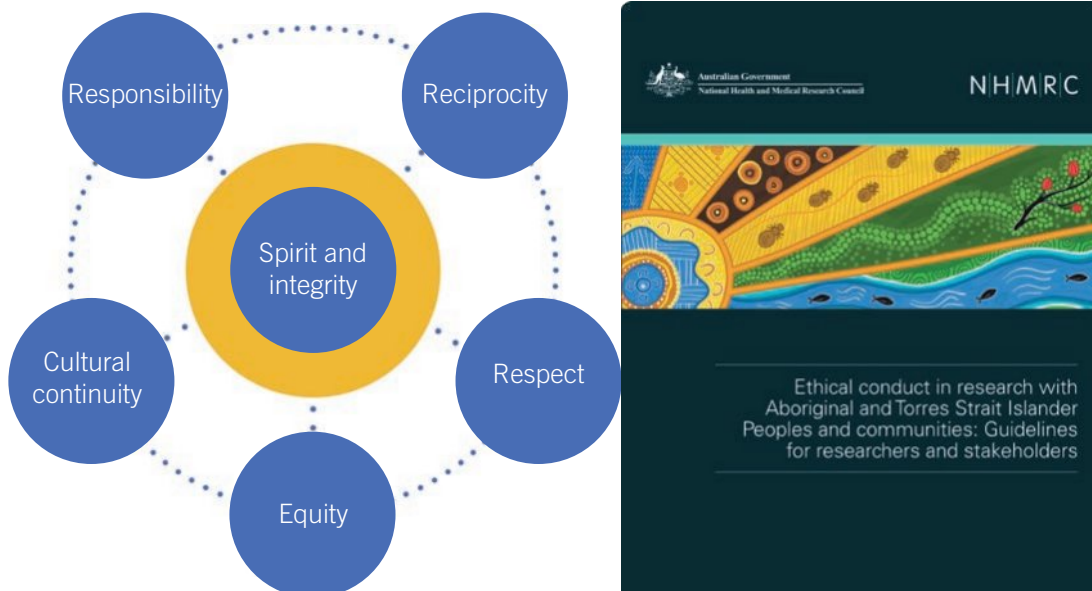 Responsibility
Reciprocity
Spirit and
integrity
Cultural
continuity
Respect
Equity
Australian Government
National Health and Medical Research Council
N|H|M|R|C
Ethical conduct in research with
Aboriginal and Torres Strait Islander
Peoples and communities: Guidelines
for researchers and stakeholders